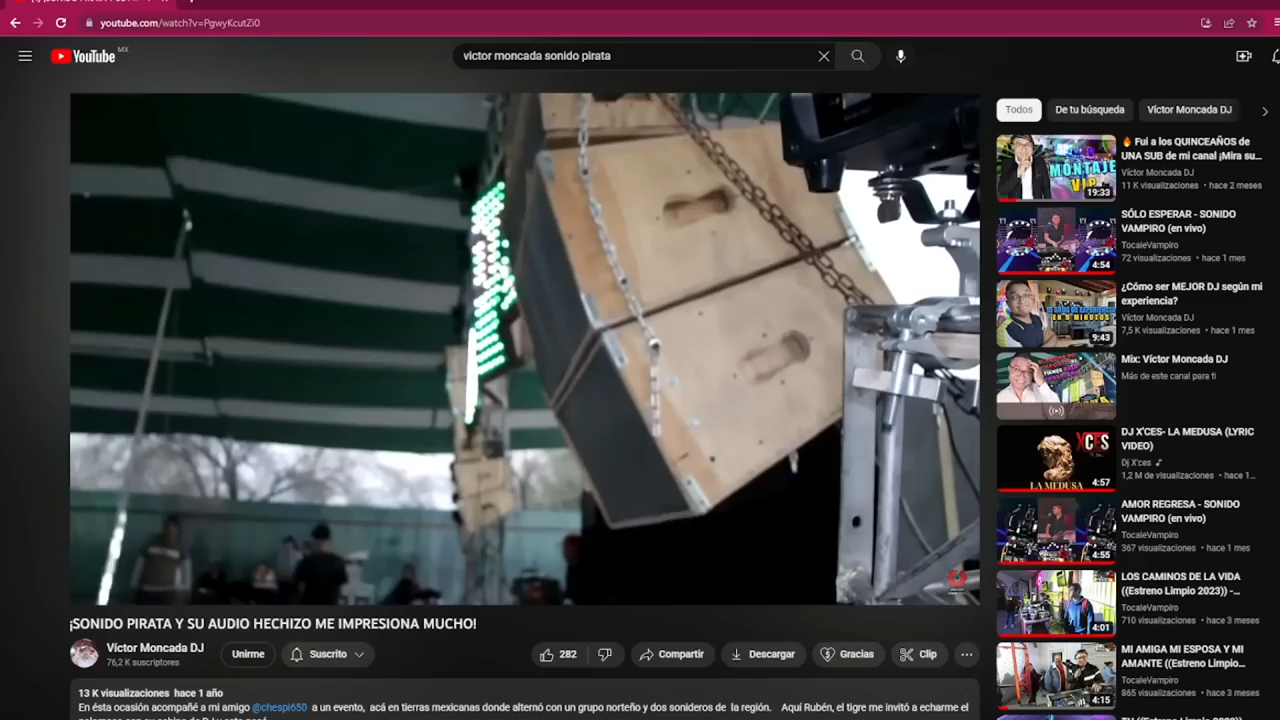 youtube.com/watch?v=PgwyKcutZi0
YouTube MX
victor moncada sonido pirata
Todos
De tu búsqueda
Víctor Moncada DJ
🔥 Fui a los QUINCEAÑOS de
UNA SUB de mi canal ¡Mira su...
Víctor Moncada DJ
11 K visualizaciones • hace 2 meses
MONTAJE
VIP
19:33
SÓLO ESPERAR - SONIDO
VAMPIRO (en vivo)
TocaleVampiro
72 visualizaciones • hace 1 mes
4:54
¿Cómo ser MEJOR DJ según mi
experiencia?
Víctor Moncada DJ
7,5 K visualizaciones • hace 1 mes
EN 9 MINUTOS
9:43
Mix: Víctor Moncada DJ
Más de este canal para ti
DJ X'CES- LA MEDUSA (LYRIC
VIDEO)
Dj X'ces
1,2 M de visualizaciones • hace 1...
XCES
LA MEDUSA
4:57
AMOR REGRESA - SONIDO
VAMPIRO (en vivo)
TocaleVampiro
367 visualizaciones • hace 1 mes
4:55
LOS CAMINOS DE LA VIDA
((Estreno Limpio 2023)) -...
TocaleVampiro
710 visualizaciones • hace 3 meses
4:01
MI AMIGA MI ESPOSA Y MI
AMANTE ((Estreno Limpio...
TocaleVampiro
865 visualizaciones • hace 3 meses
4:15
¡SONIDO PIRATA Y SU AUDIO HECHIZO ME IMPRESIONA MUCHO!
Víctor Moncada DJ
76,2 K suscriptores
Unirme
Suscrito
282
Compartir
Descargar
Gracias
Clip
13 K visualizaciones hace 1 año
En ésta ocasión acompañé a mi amigo @chespi650 a un evento, acá en tierras mexicanas donde alternó con un grupo norteño y dos sonideros de la región. Aquí Rubén, el tigre me invitó a echarme el